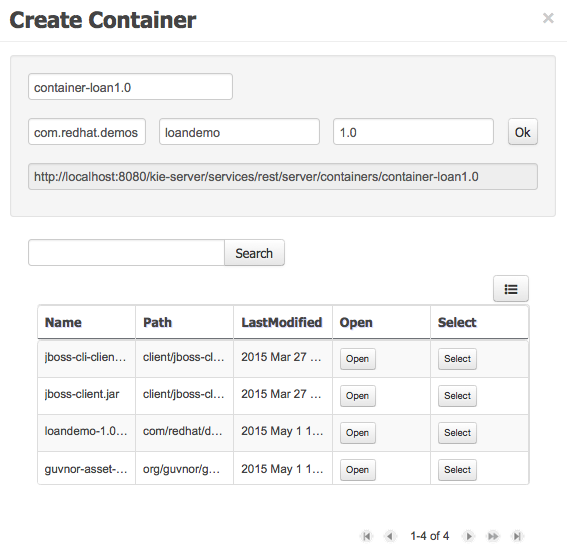 Create Container ×
container-loan1.0
com.redhat.demos loandemo 1.0 Ok
http://localhost:8080/kie-server/services/rest/server/containers/container-loan1.0
Search
Name Path LastModified Open Select
jboss-cli-clien... client/jboss-cl... 2015 Mar 27 ... Open Select
jboss-client.jar client/jboss-cl... 2015 Mar 27 ... Open Select
loandemo-1.0... com/redhat/d... 2015 May 1 1... Open Select
guvnor-asset-... org/guvnor/g... 2015 May 1 1... Open Select
1-4 of 4